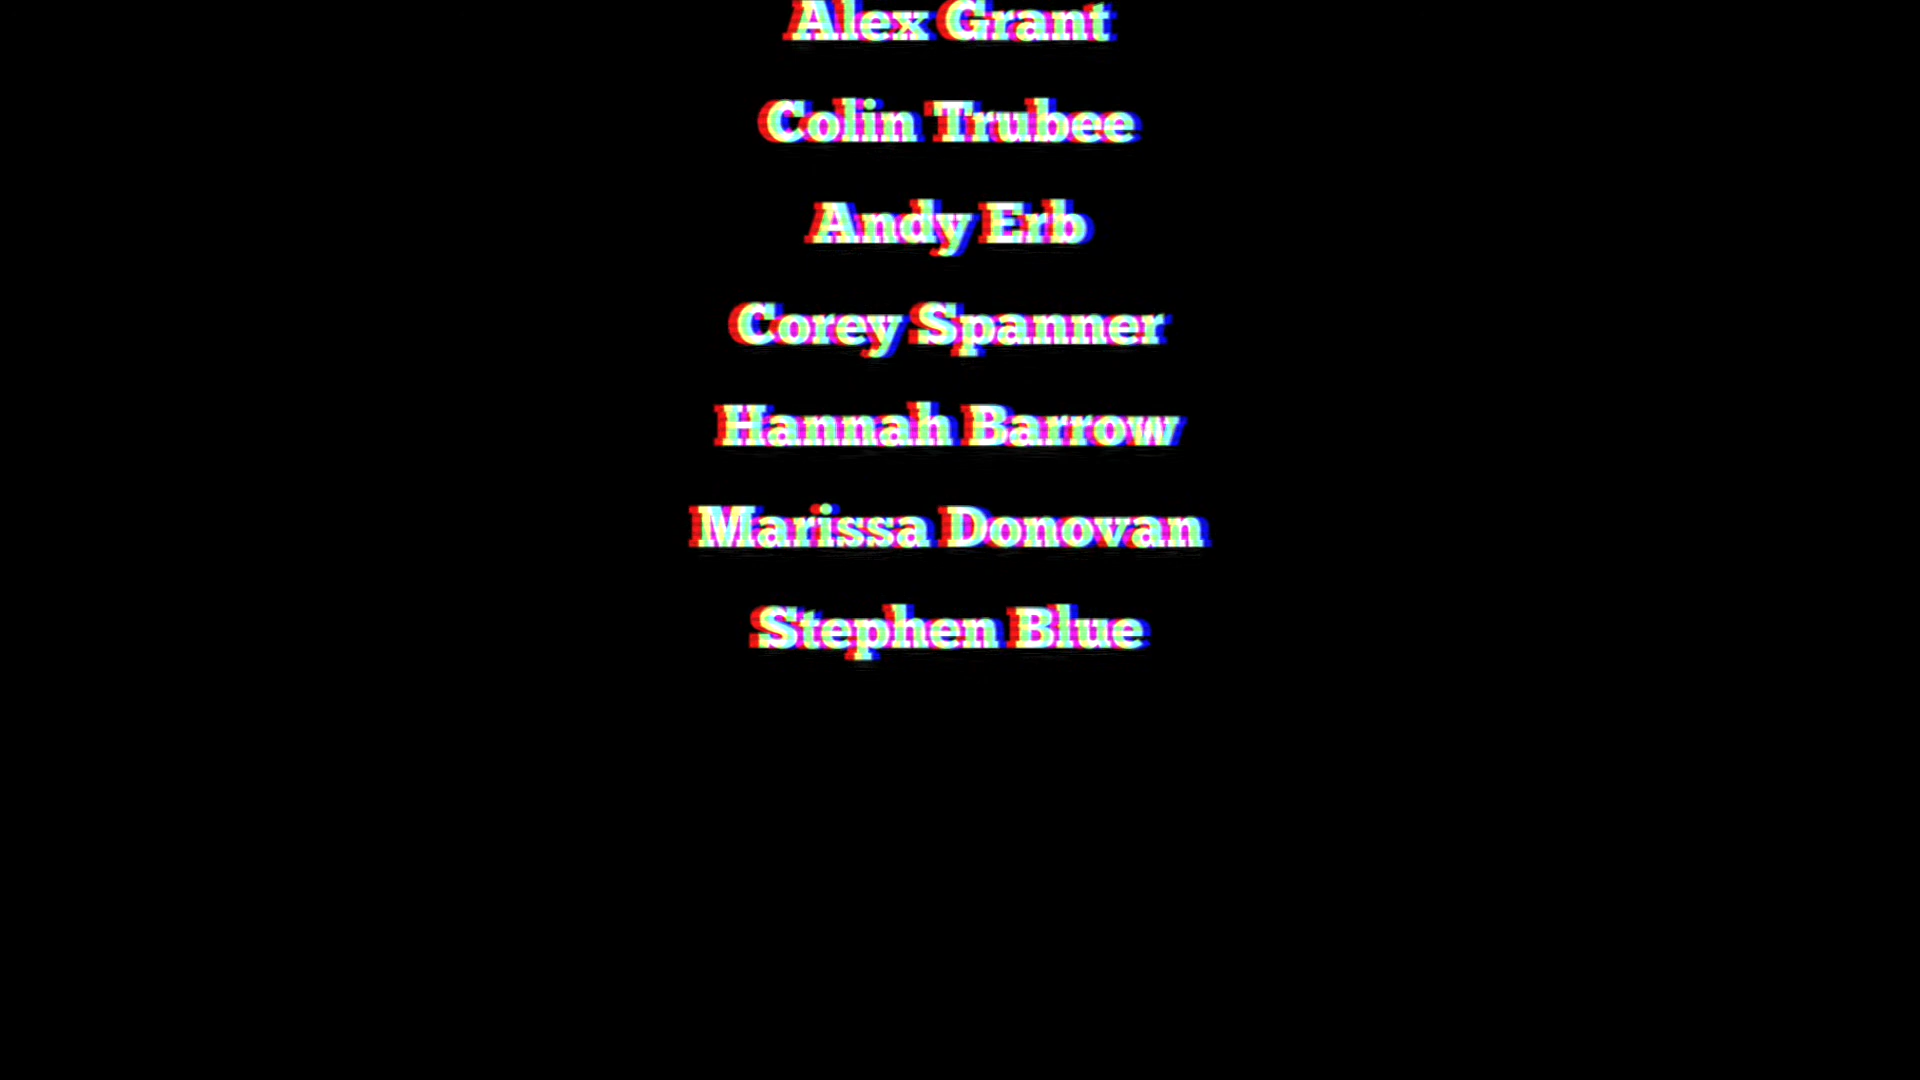 Alex Grant
Colin Trubee
Andy Erb
Corey Spanner
Hannah Barrow
Marissa Donovan
Stephen Blue